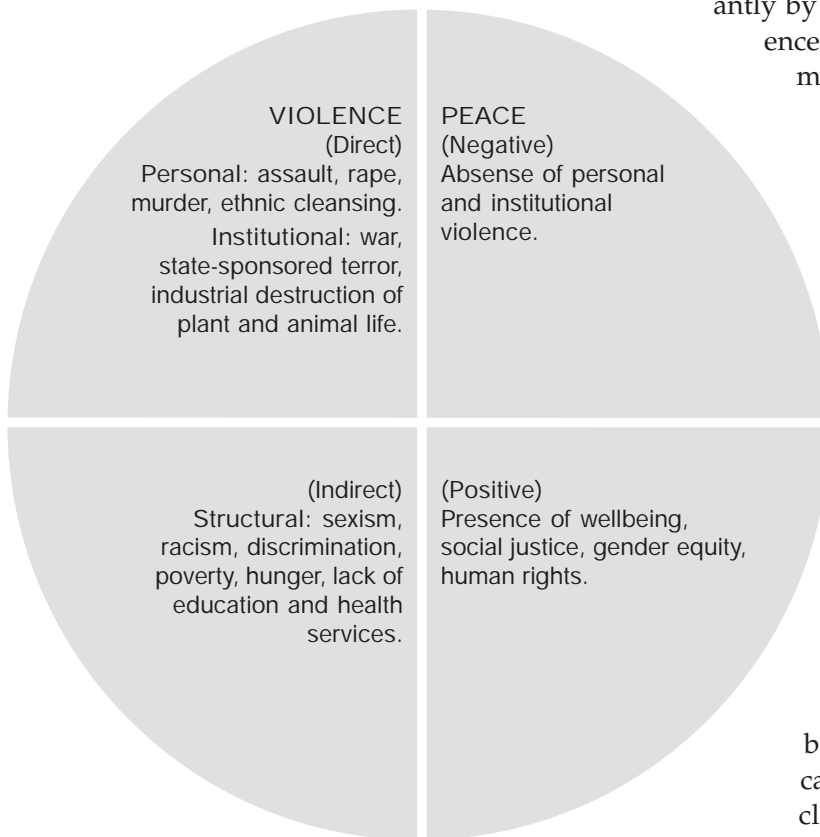 antly by
ence
m
VIOLENCE
(Direct)
Personal: assault, rape,
murder, ethnic cleansing.
Institutional: war,
state-sponsored terror,
industrial destruction of
plant and animal life.
PEACE
(Negative)
Absense of personal
and institutional
violence.
(Indirect)
Structural: sexism,
racism, discrimination,
poverty, hunger, lack of
education and health
services.
(Positive)
Presence of wellbeing,
social justice, gender equity,
human rights.
b
ca
cl